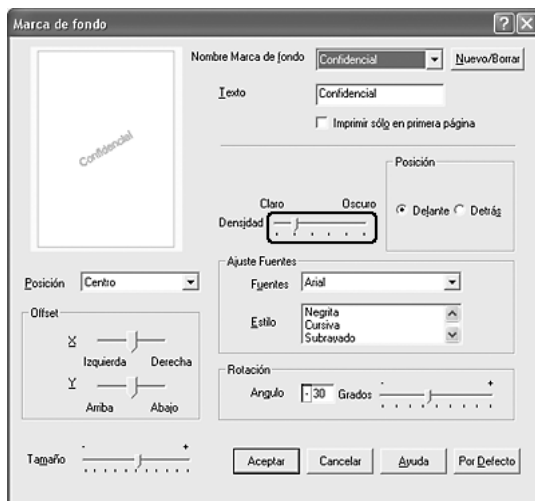 Marca de fondo
Nombre Marca de fondo Confidencial Nuevo/Borrar
Texto Confidencial
Imprimir sólo en primera página
Confidencial
Posición
Claro Oscuro
Densidad
Delante Detrás
Posición Centro
Ajuste Fuentes
Fuentes Arial
Estilo Negrita
Cursiva
Subrayado
Offset
X
Izquierda Derecha
Y
Arriba Abajo
Rotación
- +
Angulo -30 Grados
Tamaño - +
Aceptar Cancelar Ayuda Por Defecto